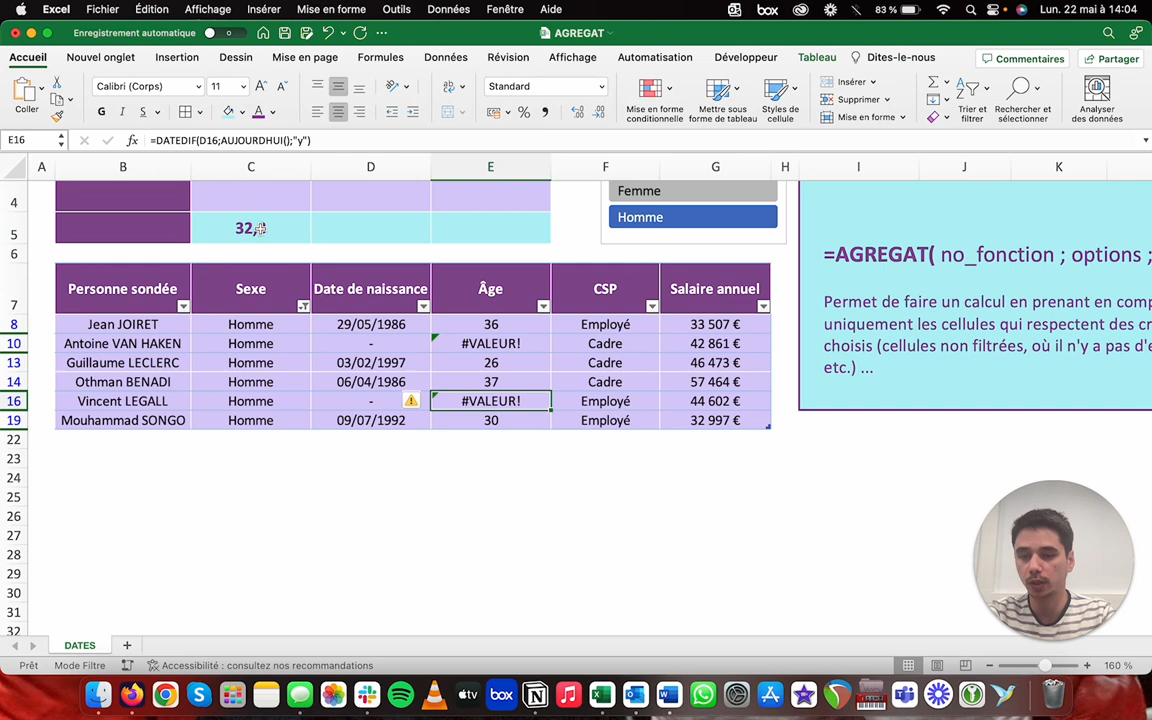 Excel Fichier Édition Affichage Insérer Mise en forme Outils Données Fenêtre Aide box 83 % Lun. 22 mai à 14:04
Enregistrement automatique AGREGAT
Accueil Nouvel onglet Insertion Dessin Mise en page Formules Données Révision Affichage Automatisation Développeur Tableau Dites-le-nous Commentaires Partager
Coller Calibri (Corps) 11 Standard
G I S A
Mise en forme conditionnelle
Mettre sous forme de tableau
Styles de cellule
Insérer
Supprimer
Mise en forme
Trier et filtrer
Rechercher et sélectionner
Analyser des données
E16 fx =DATEDIF(D16;AUJOURDHUI();"y")
A B C D E F G H I J K
4 Femme
Homme
5 32,
=AGREGAT( no_fonction ; options ;
6
7 Personne sondée Sexe Date de naissance Âge CSP Salaire annuel
Permet de faire un calcul en prenant en comp
uniquement les cellules qui respectent des cr
choisis (cellules non filtrées, où il n'y a pas d'e
etc.) ...
8 Jean JOIRET Homme 29/05/1986 36 Employé 33 507 €
10 Antoine VAN HAKEN Homme - #VALEUR! Cadre 42 861 €
13 Guillaume LECLERC Homme 03/02/1997 26 Cadre 46 473 €
14 Othman BENADI Homme 06/04/1986 37 Cadre 57 464 €
16 Vincent LEGALL Homme - #VALEUR! Employé 44 602 €
19 Mouhammad SONGO Homme 09/07/1992 30 Employé 32 997 €
22
23
24
25
26
27
28
29
30
31
32
DATES
Prêt Mode Filtre Accessibilité : consultez nos recommandations 160 %
box tv